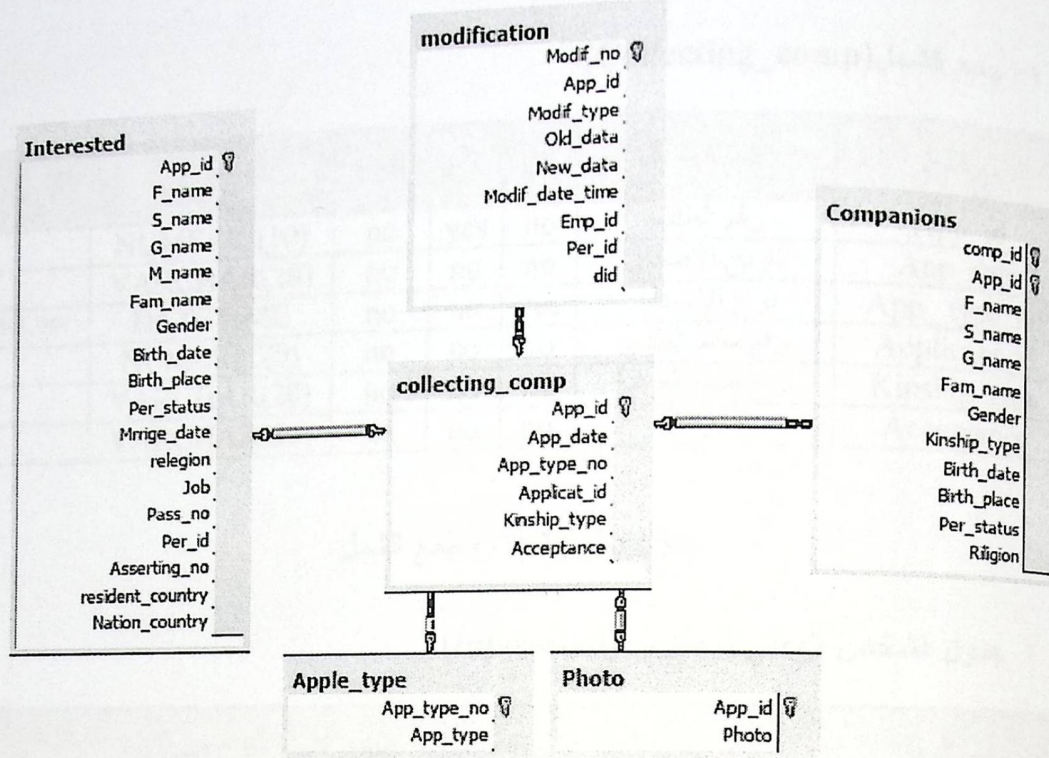 modification
Modif_no
App_id
Modif_type
Old_data
New_data
Modif_date_time
Emp_id
Per_id
did
Interested
App_id
F_name
S_name
G_name
M_name
Fam_name
Gender
Birth_date
Birth_place
Per_status
Mrrige_date
relegion
Job
Pass_no
Per_id
Asserting_no
resident_country
Nation_country
collecting_comp
App_id
App_date
App_type_no
Applicat_id
Kinship_type
Acceptance
Companions
comp_id
App_id
F_name
S_name
G_name
Fam_name
Gender
Kinship_type
Birth_date
Birth_place
Per_status
Rligion
Apple_type
App_type_no
App_type
Photo
App_id
Photo